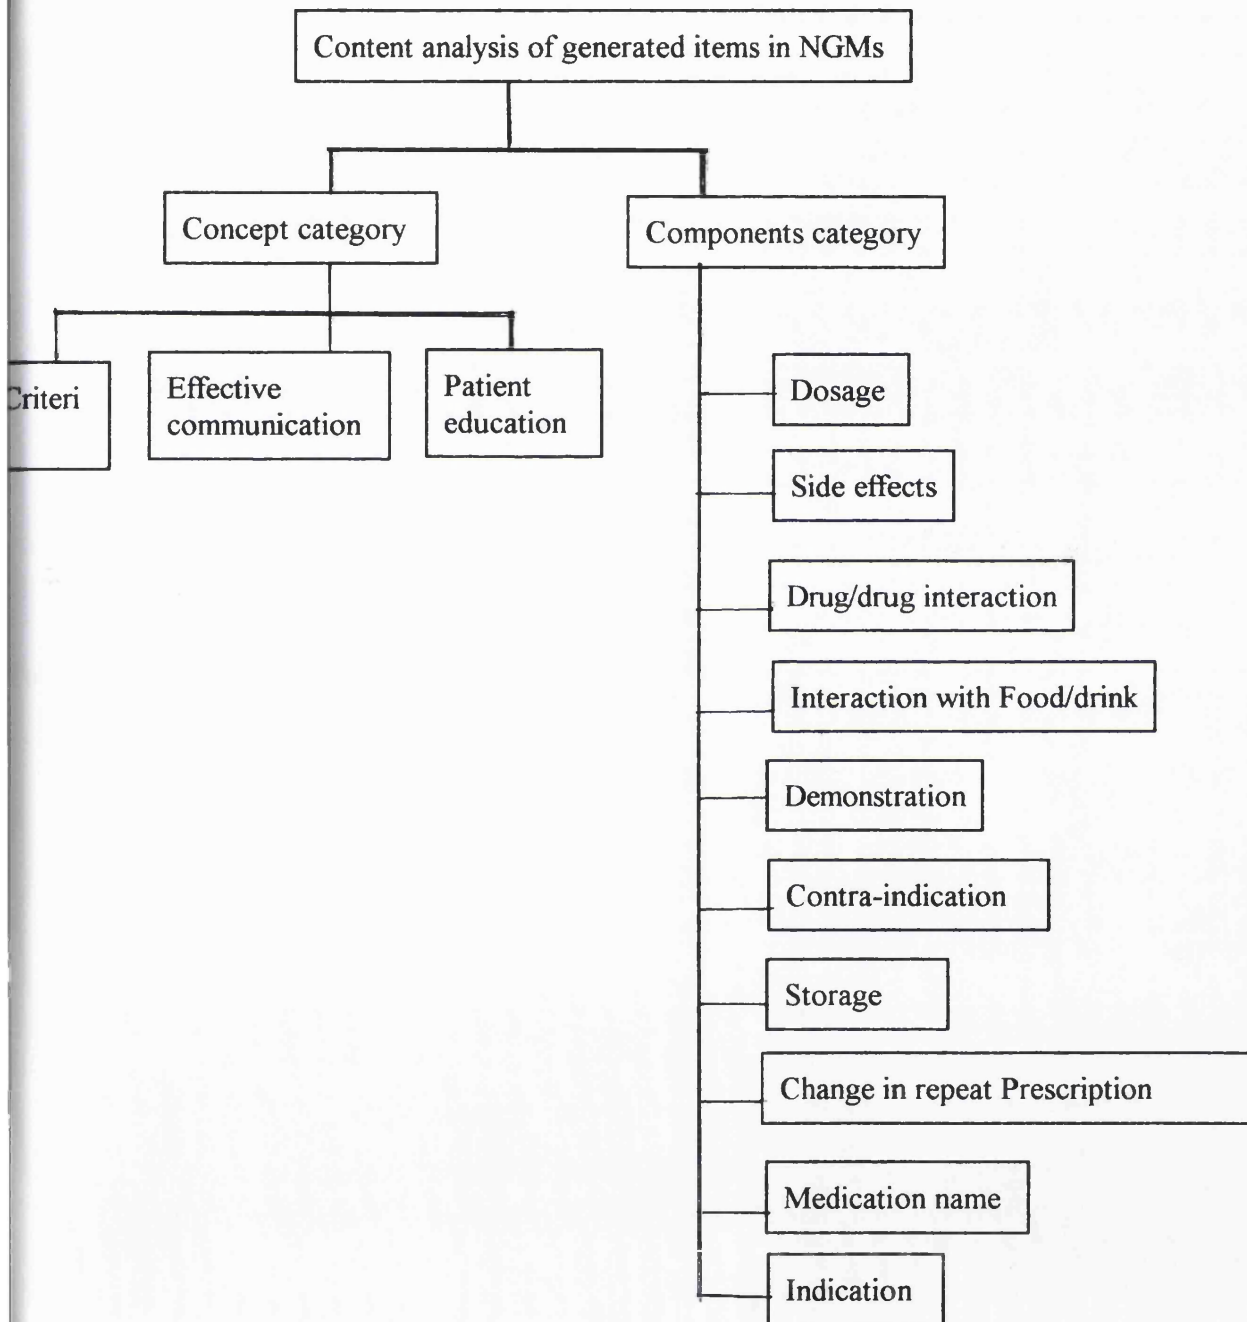 Content analysis of generated items in NGMs
Concept category
Components category
Criteri
Effective
communication
Patient
education
Dosage
Side effects
Drug/drug interaction
Interaction with Food/drink
Demonstration
Contra-indication
Storage
Change in repeat Prescription
Medication name
Indication